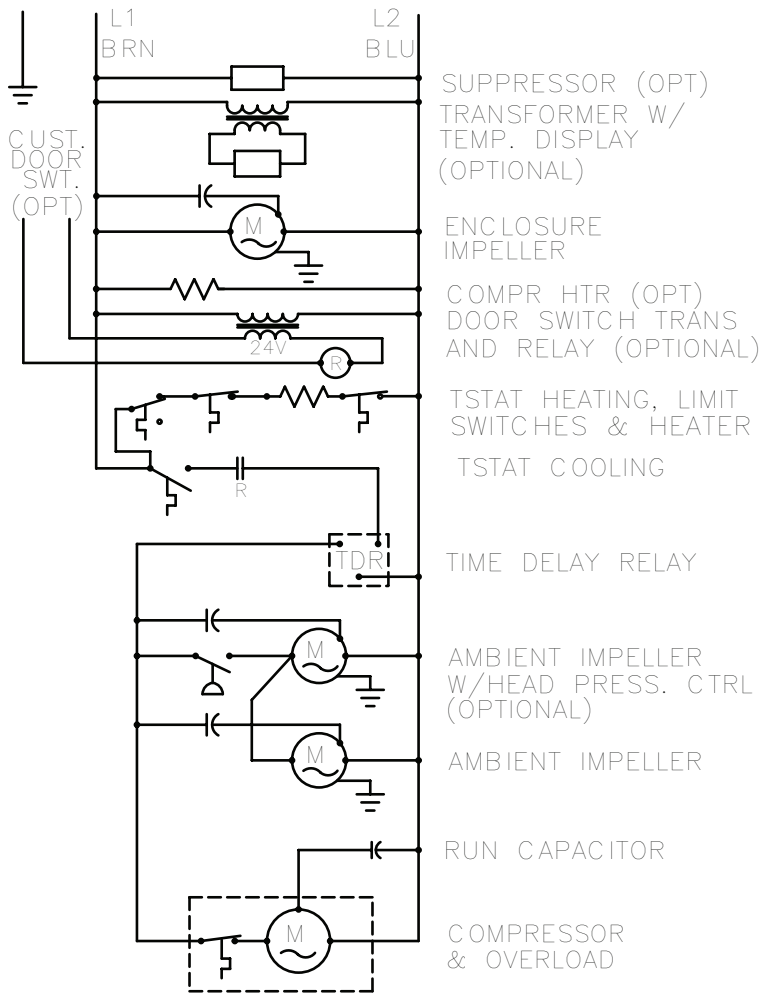 L1
L2
BRN
BLU
SUPPRESSOR (OPT)
TRANSFORMER W/
TEMP. DISPLAY
(OPTIONAL)
CUST.
DOOR
SWT.
(OPT)
M
ENCLOSURE
IMPELLER
COMPR HTR (OPT)
DOOR SWITCH TRANS
AND RELAY (OPTIONAL)
24V
R
TSTAT HEATING, LIMIT
SWITCHES & HEATER
TSTAT COOLING
R
TDR
TIME DELAY RELAY
M
AMBIENT IMPELLER
W/HEAD PRESS. CTRL
(OPTIONAL)
M
AMBIENT IMPELLER
RUN CAPACITOR
M
COMPRESSOR
& OVERLOAD